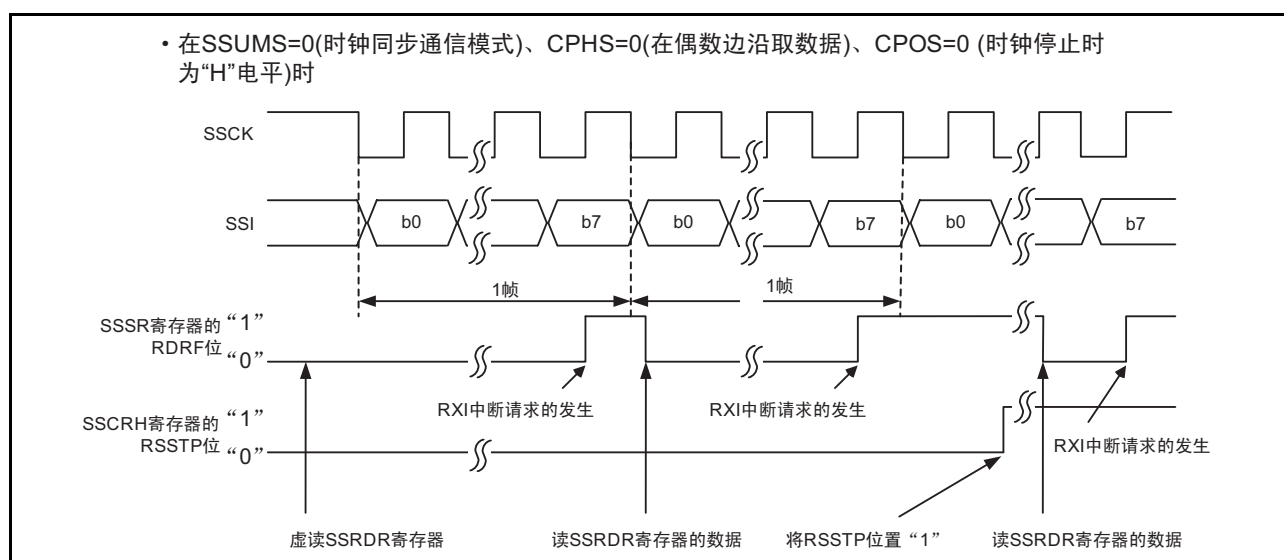 • 在SSUMS=0(时钟同步通信模式)、CPHS=0(在偶数边沿取数据)、CPOS=0 (时钟停止时
为“H”电平)时
SSCK
SSI
b0
b7
b0
b7
b0
b7
1帧
1帧
SSSR寄存器的 “1”
RDRF位 “0”
RXI中断请求的发生
RXI中断请求的发生
SSCRH寄存器的 “1”
RSSTP位 “0”
RXI中断请求的发生
虚读SSRDR寄存器
读SSRDR寄存器的数据
将RSSTP位置 “1”
读SSRDR寄存器的数据